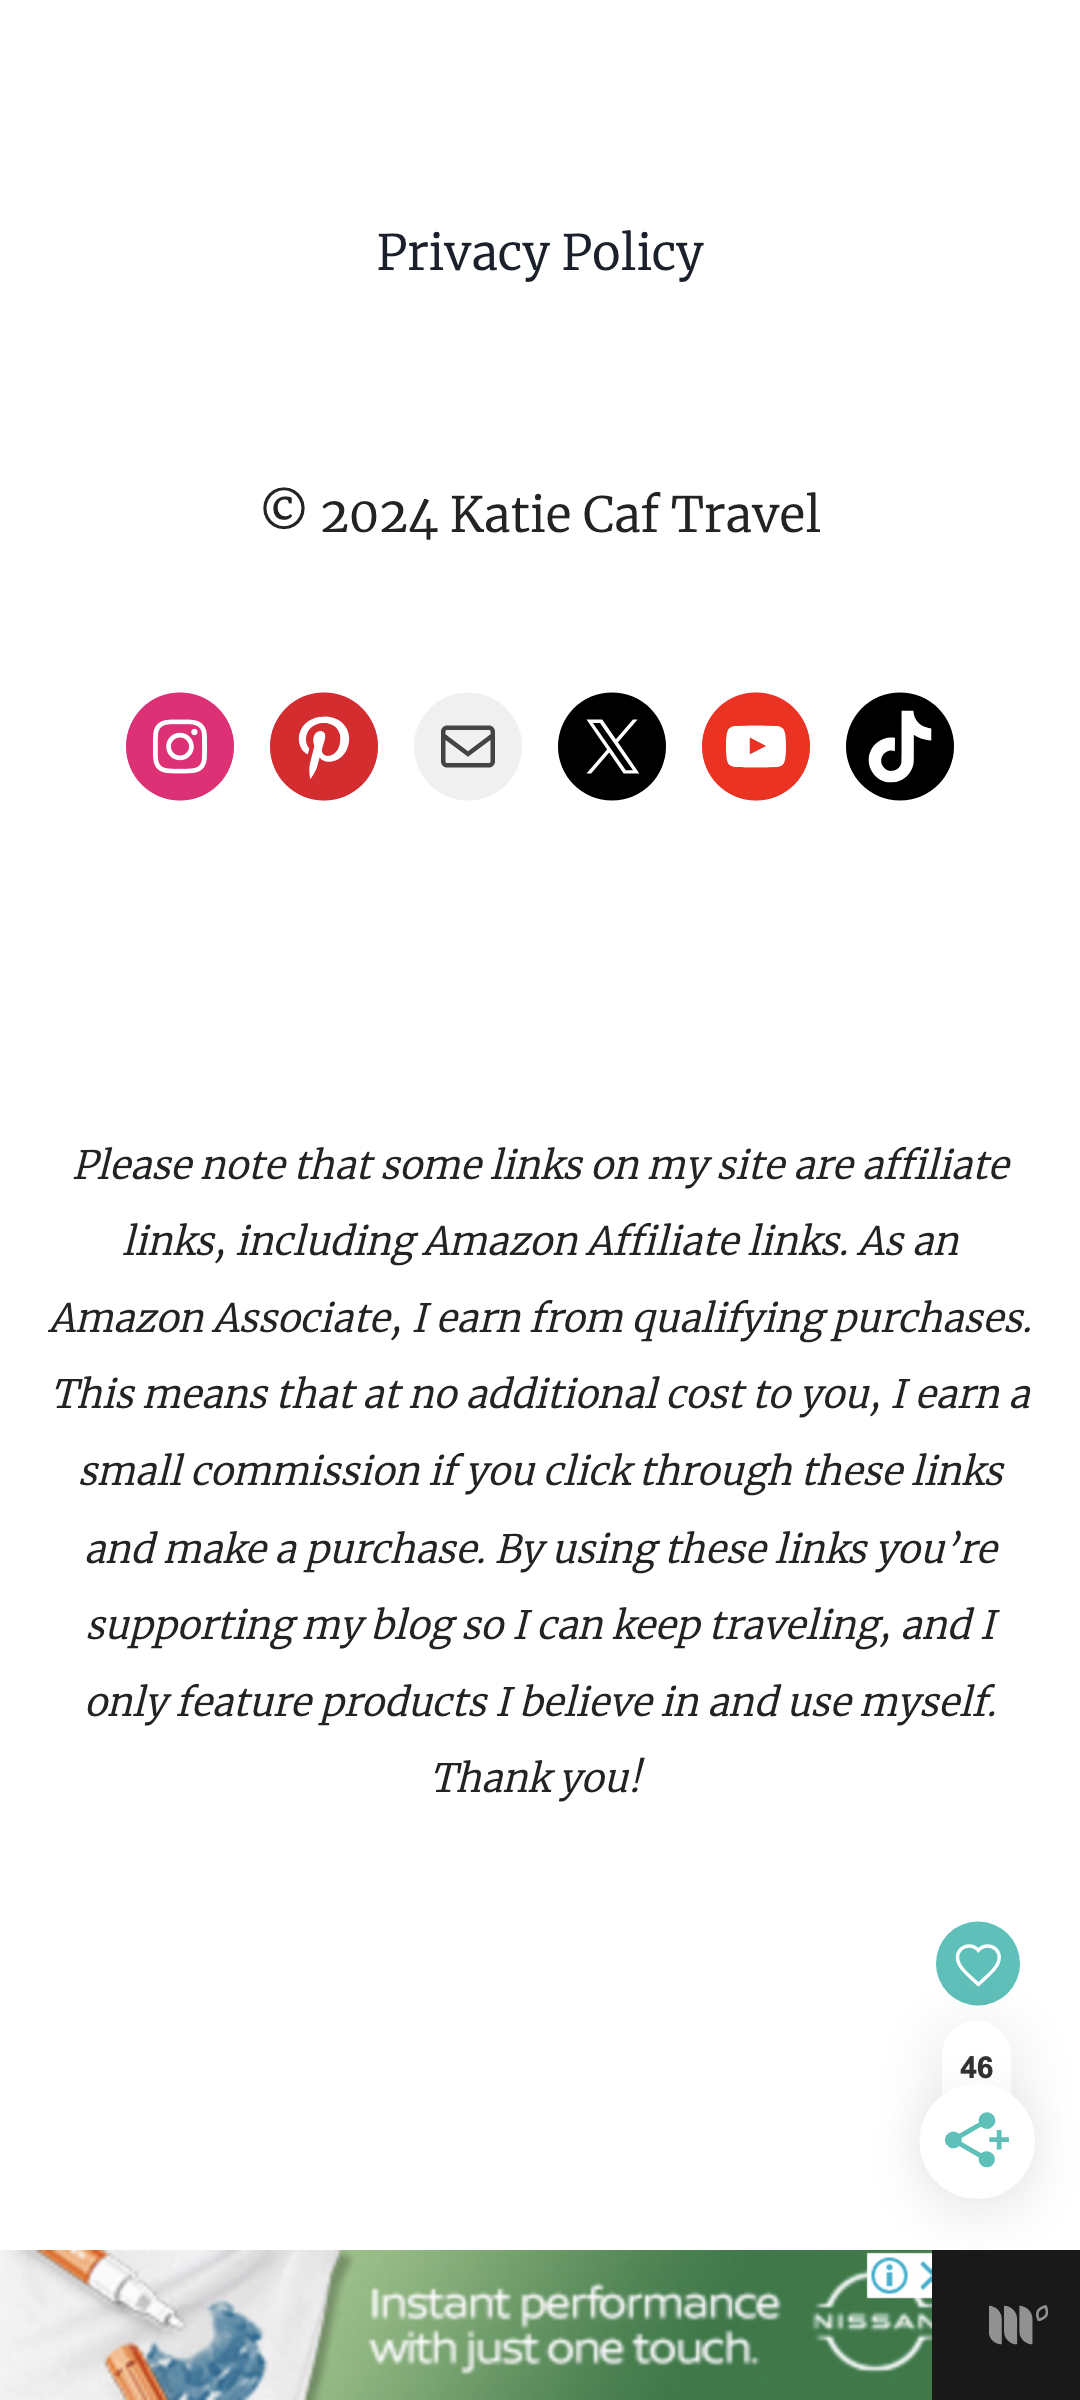 Privacy Policy
© 2024 Katie Caf Travel
Please note that some links on my site are affiliate
links, including Amazon Affiliate links. As an
Amazon Associate, I earn from qualifying purchases.
This means that at no additional cost to you, I earn a
small commission if you click through these links
and make a purchase. By using these links you’re
supporting my blog so I can keep traveling, and I
only feature products I believe in and use myself.
Thank you!
46
Instant performance
with just one touch.
NISSAN